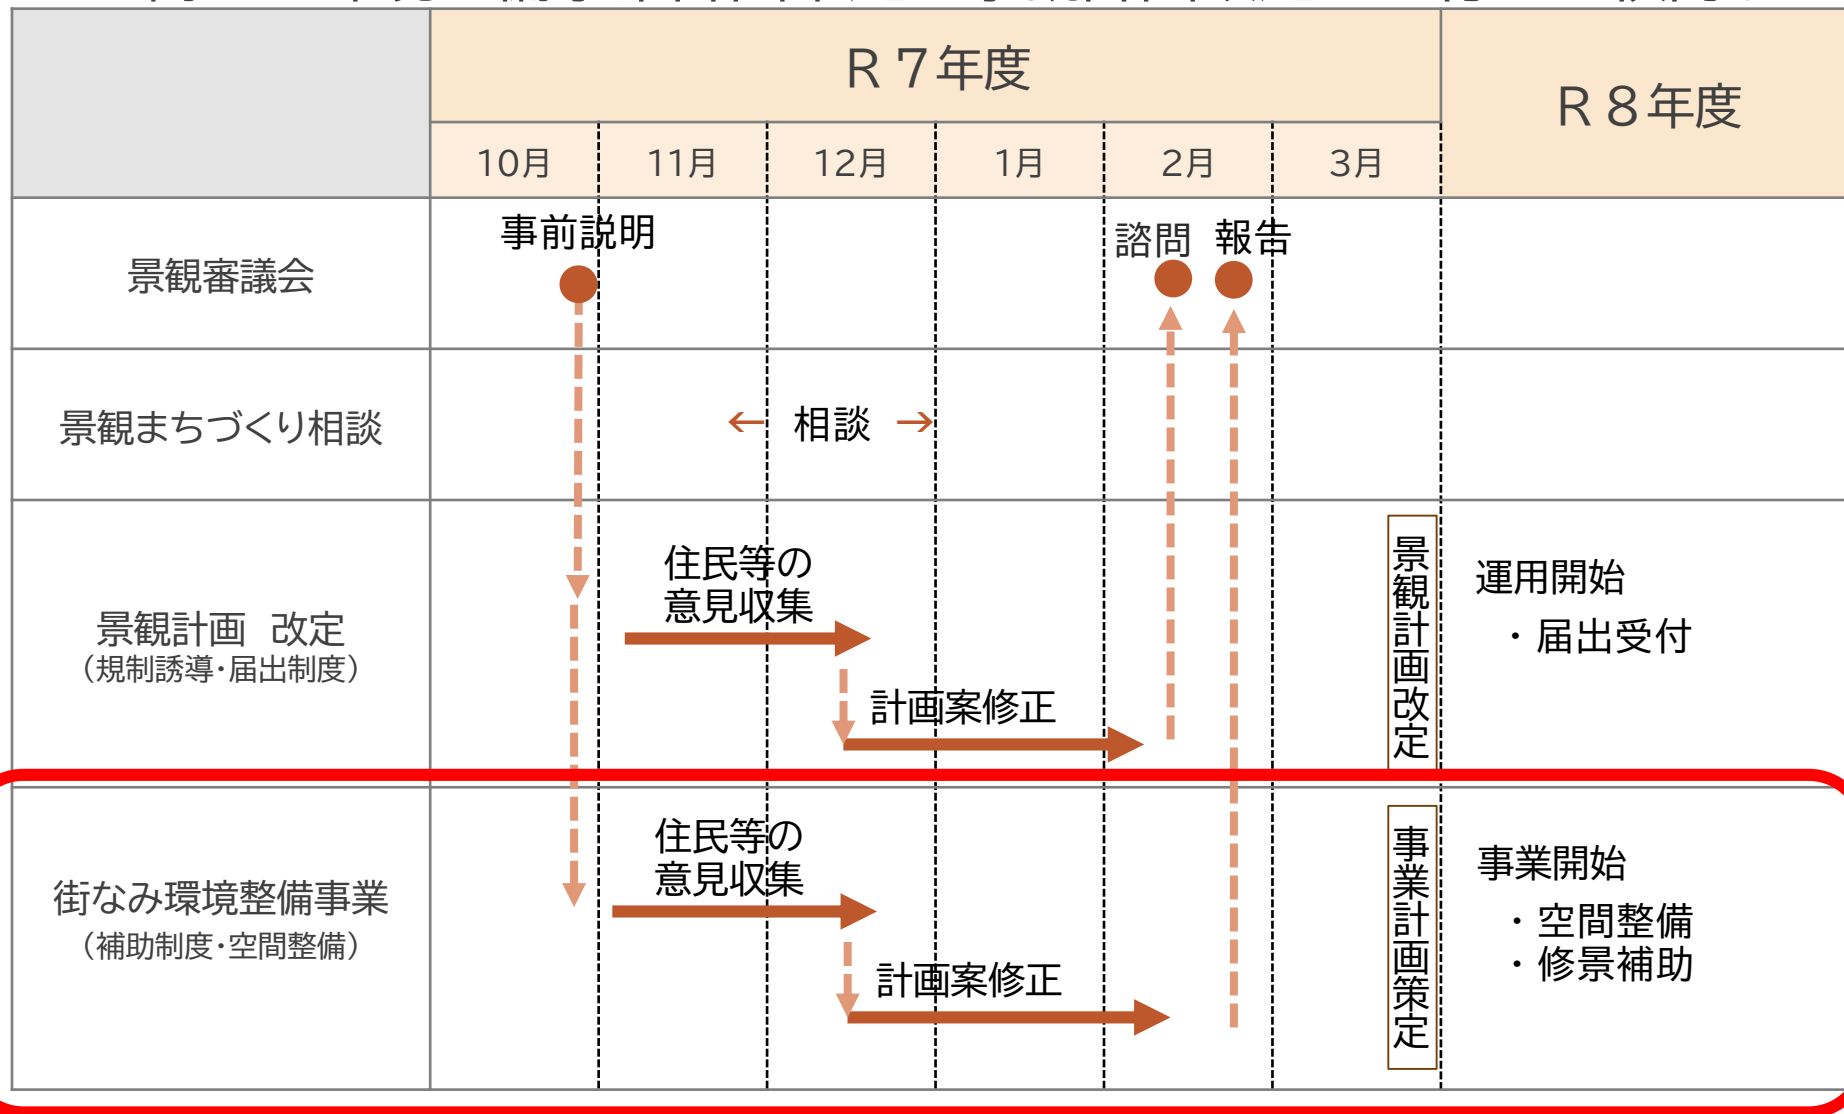 R７年度
R８年度
10月 11月 12月 1月 2月 3月
景観審議会
事前説明
諮問 報告
景観まちづくり相談
← 相談 →
景観計画 改定
（規制誘導・届出制度）
住民等の
意見収集
計画案修正
景観計画改定
運用開始
・届出受付
街なみ環境整備事業
（補助制度・空間整備）
住民等の
意見収集
計画案修正
事業計画策定
事業開始
・空間整備
・修景補助